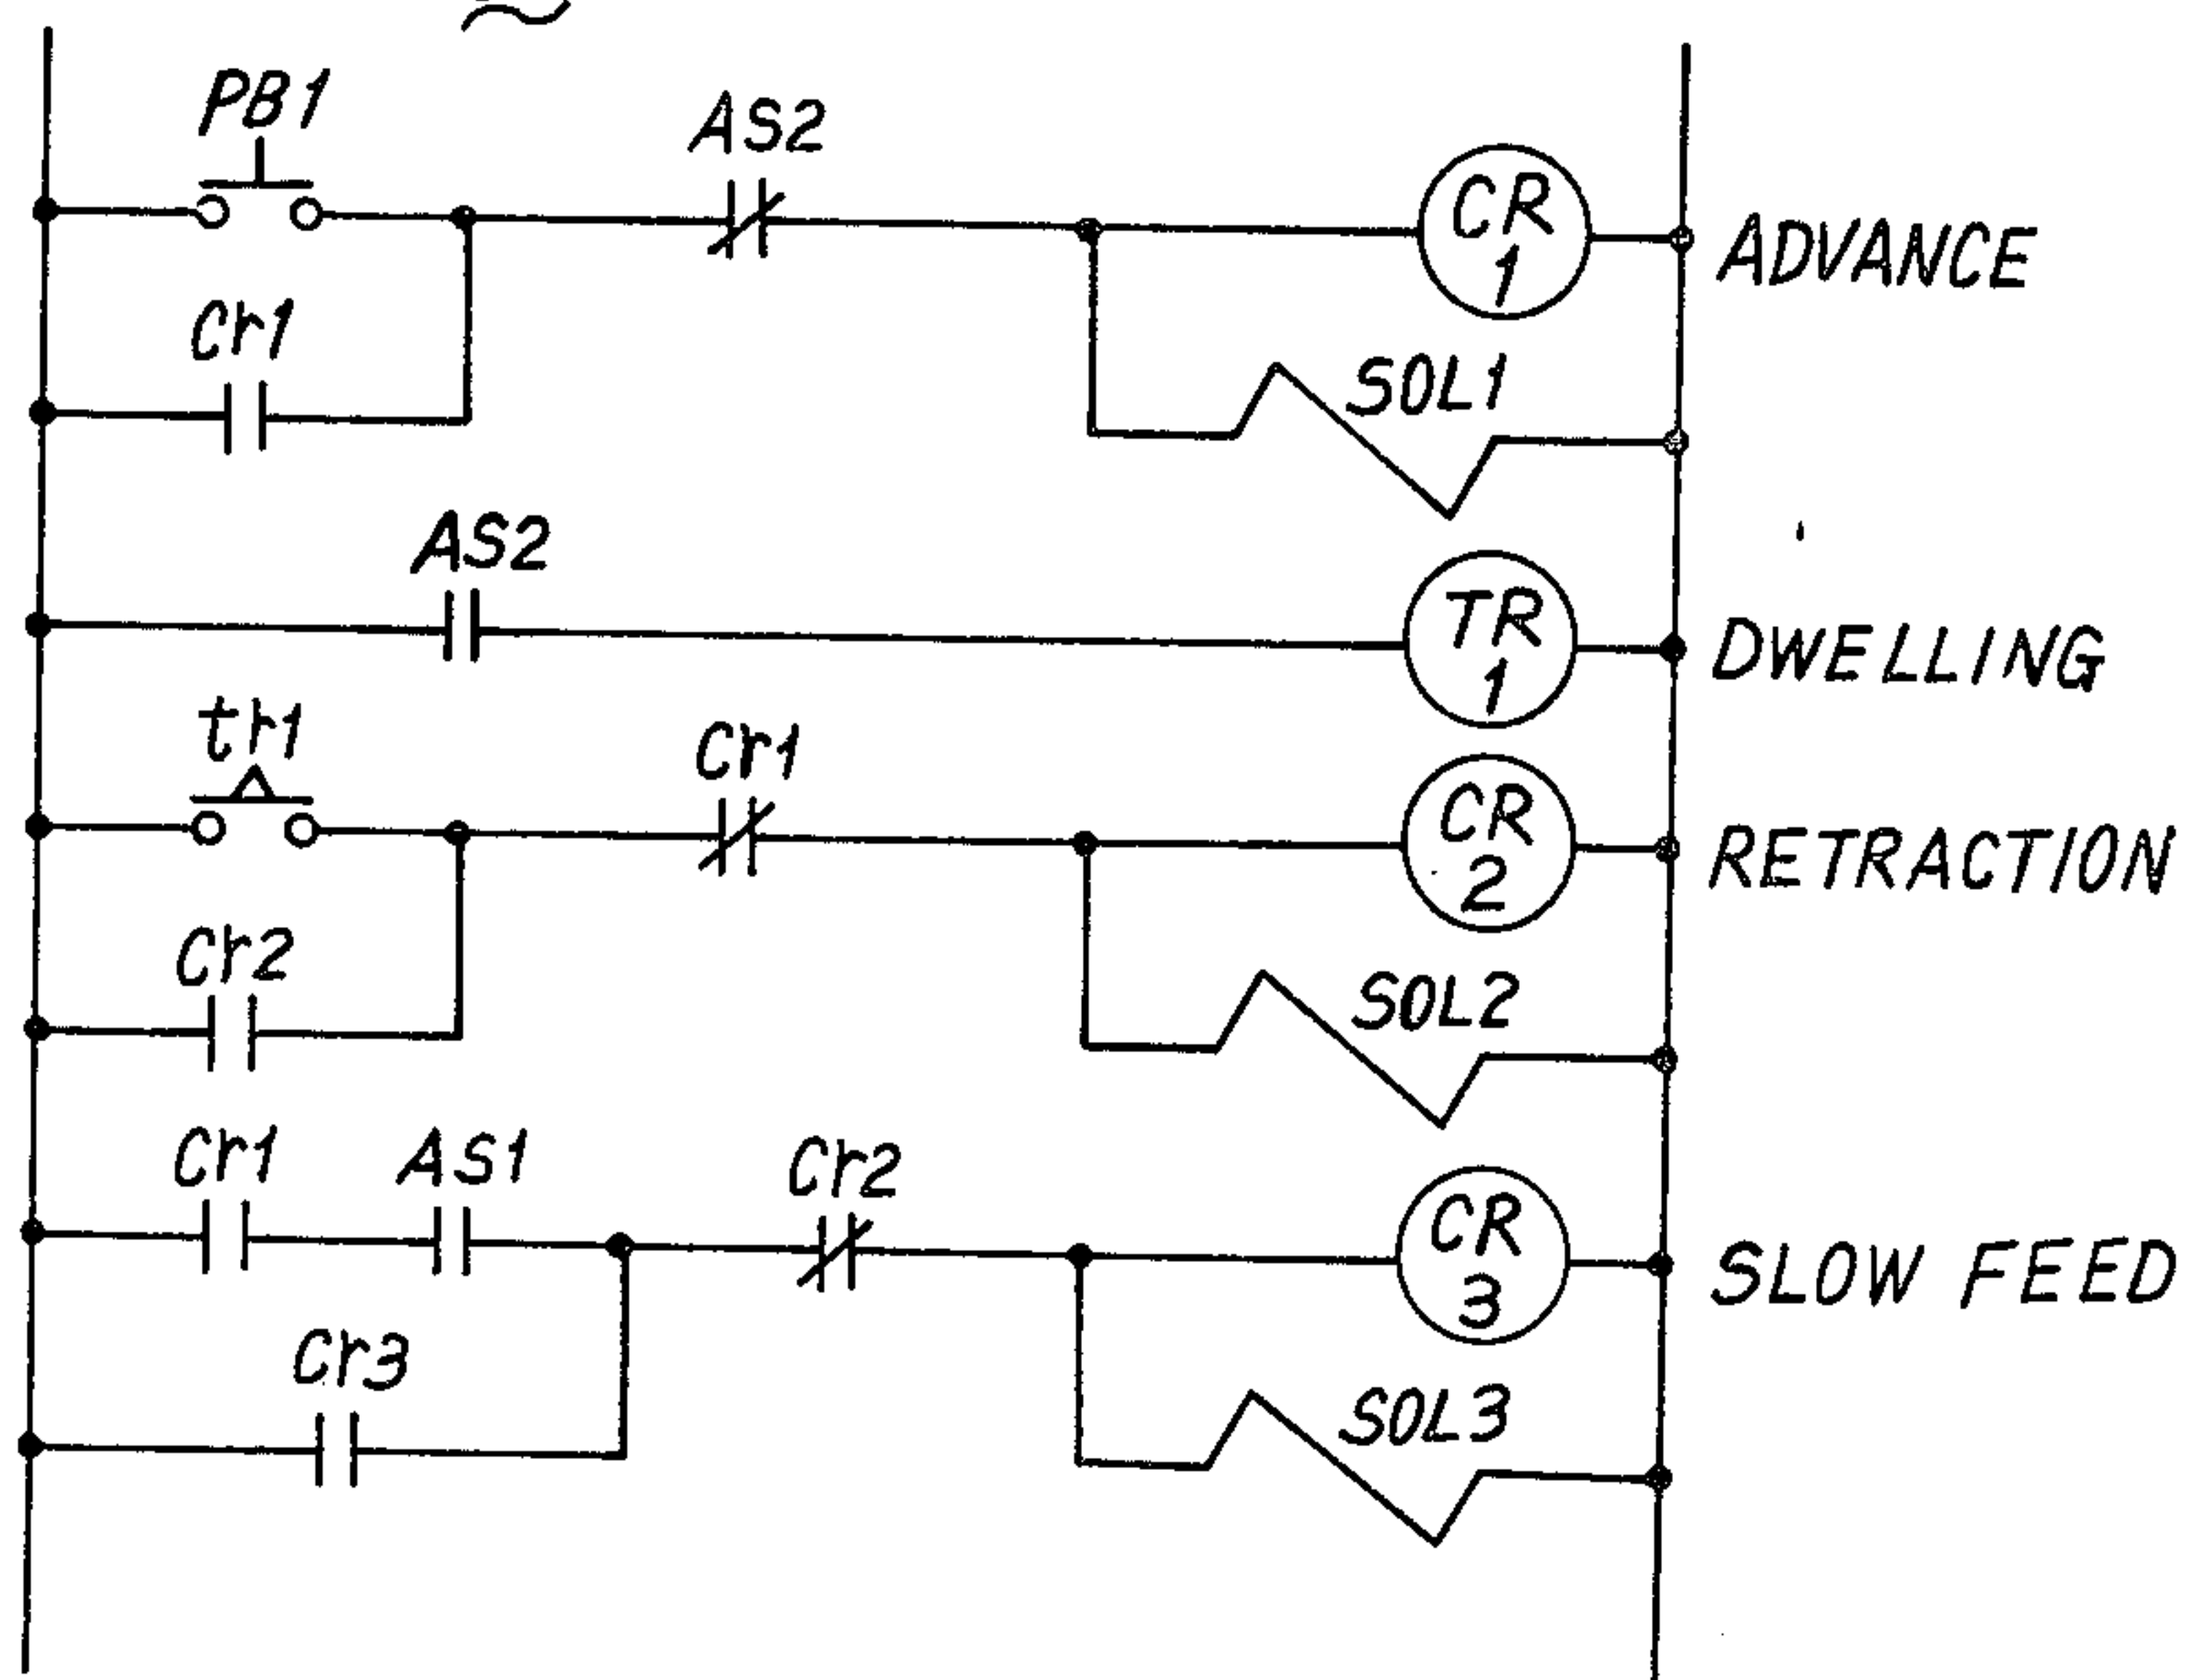 PB1
AS2
CR
1
ADVANCE
Cr1
SOL1
AS2
TR
1
DWELLING
tr1
Cr1
CR
2
RETRACTION
Cr2
SOL2
Cr1
AS1
Cr2
CR
3
SLOW FEED
Cr3
SOL3